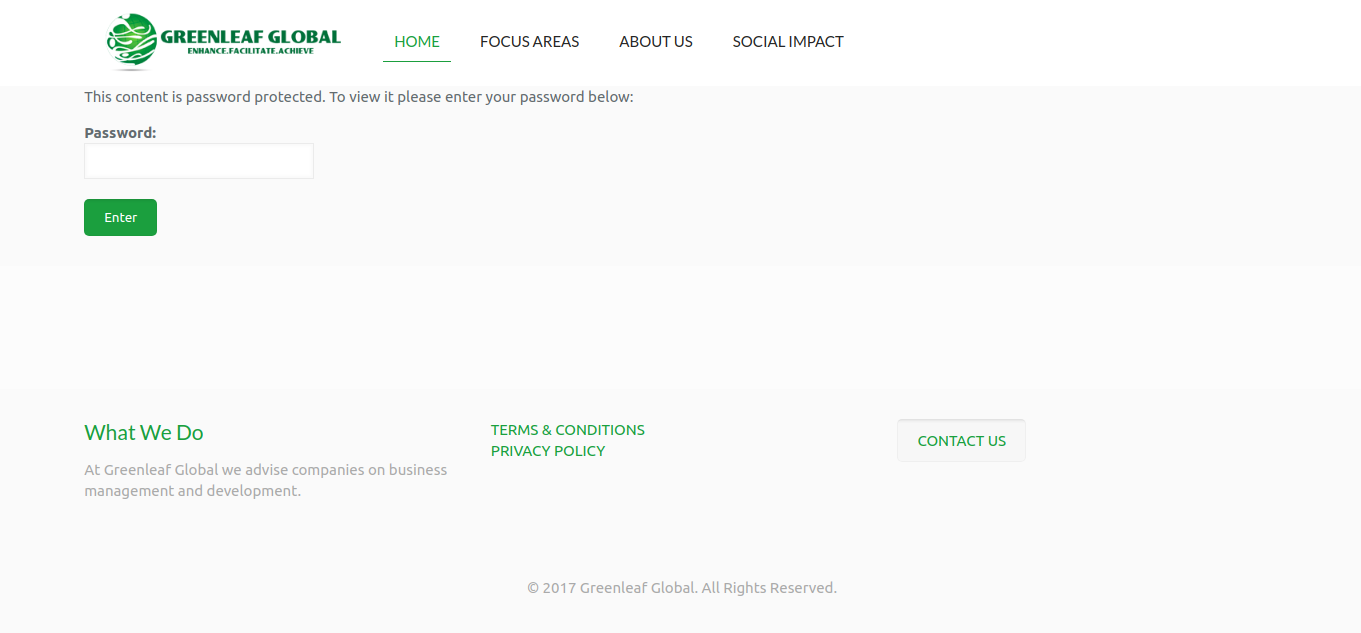 GREENLEAF GLOBAL
ENHANCE.FACILITATE.ACHIEVE
HOME FOCUS AREAS ABOUT US SOCIAL IMPACT
This content is password protected. To view it please enter your password below:
Password:
Enter
What We Do
At Greenleaf Global we advise companies on business
management and development.
TERMS & CONDITIONS
PRIVACY POLICY
CONTACT US
© 2017 Greenleaf Global. All Rights Reserved.